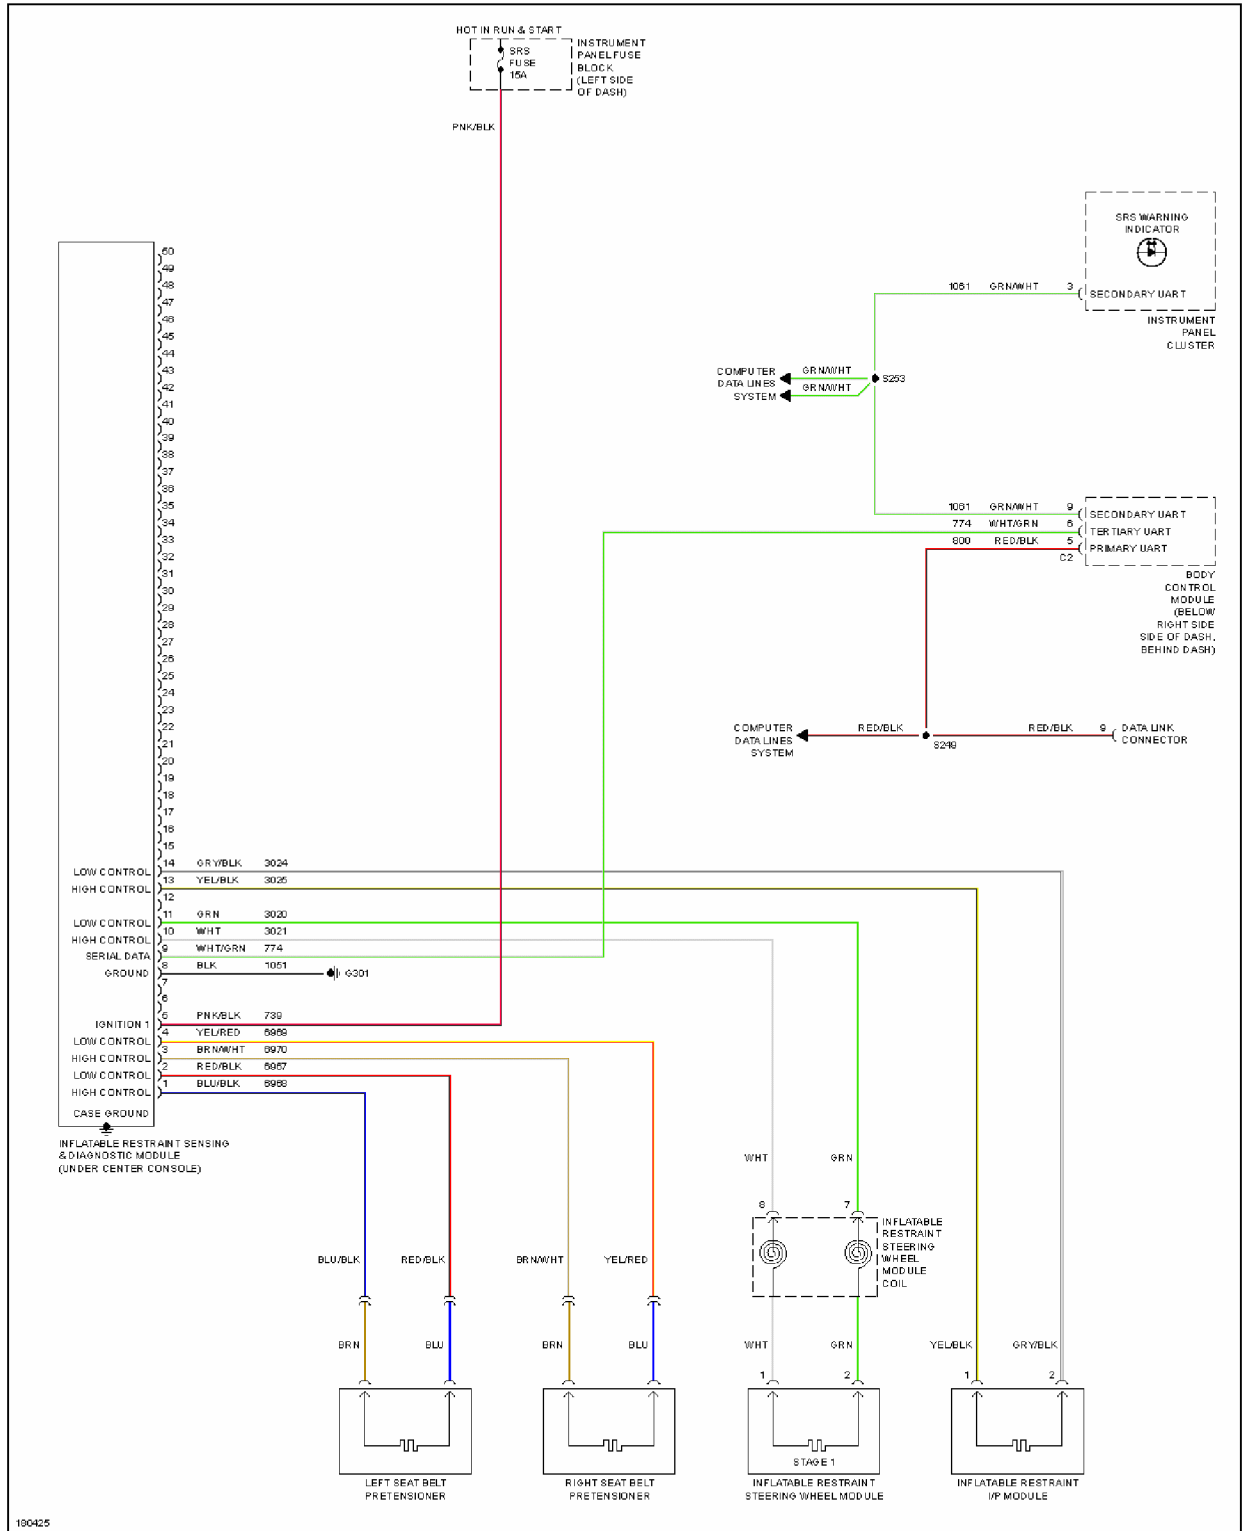 HOT IN RUN & START
SRS
FUSE
15A
INSTRUMENT
PANEL FUSE
BLOCK
(LEFT SIDE
OF DASH)
PNK/BLK
SRS WARNING
INDICATOR
1061 GRN/WHT 3
SECONDARY UART
INSTRUMENT
PANEL
CLUSTER
COMPUTER
DATA LINES
SYSTEM
GRN/WHT
GRN/WHT
S253
1061 GRN/WHT 9 SECONDARY UART
774 WHT/GRN 6 TERTIARY UART
800 RED/BLK 5 PRIMARY UART
C2
BODY
CONTROL
MODULE
(BELOW
RIGHT SIDE
SIDE OF DASH,
BEHIND DASH)
COMPUTER
DATA LINES
SYSTEM
RED/BLK
S249
RED/BLK 9
DATA LINK
CONNECTOR
50
49
48
47
46
45
44
43
42
41
40
39
38
37
36
35
34
33
32
31
30
29
28
27
26
25
24
23
22
21
20
19
18
17
16
15
LOW CONTROL 14 GRY/BLK 3024
HIGH CONTROL 13 YEL/BLK 3025
12
LOW CONTROL 11 GRN 3020
HIGH CONTROL 10 WHT 3021
SERIAL DATA 9 WHT/GRN 774
GROUND 8 BLK 1051 G301
7
6
IGNITION 1 5 PNK/BLK 739
LOW CONTROL 4 YEL/RED 6969
HIGH CONTROL 3 BRN/WHT 6970
LOW CONTROL 2 RED/BLK 6967
HIGH CONTROL 1 BLU/BLK 6968
CASE GROUND
INFLATABLE RESTRAINT SENSING
& DIAGNOSTIC MODULE
(UNDER CENTER CONSOLE)
WHT GRN
8 7
INFLATABLE
RESTRAINT
STEERING
WHEEL
MODULE
COIL
BLU/BLK RED/BLK BRN/WHT YEL/RED
BRN BLU BRN BLU WHT GRN YEL/BLK GRY/BLK
1 2 1 2
STAGE 1
LEFT SEAT BELT
PRETENSIONER
RIGHT SEAT BELT
PRETENSIONER
INFLATABLE RESTRAINT
STEERING WHEEL MODULE
INFLATABLE RESTRAINT
I/P MODULE
180425